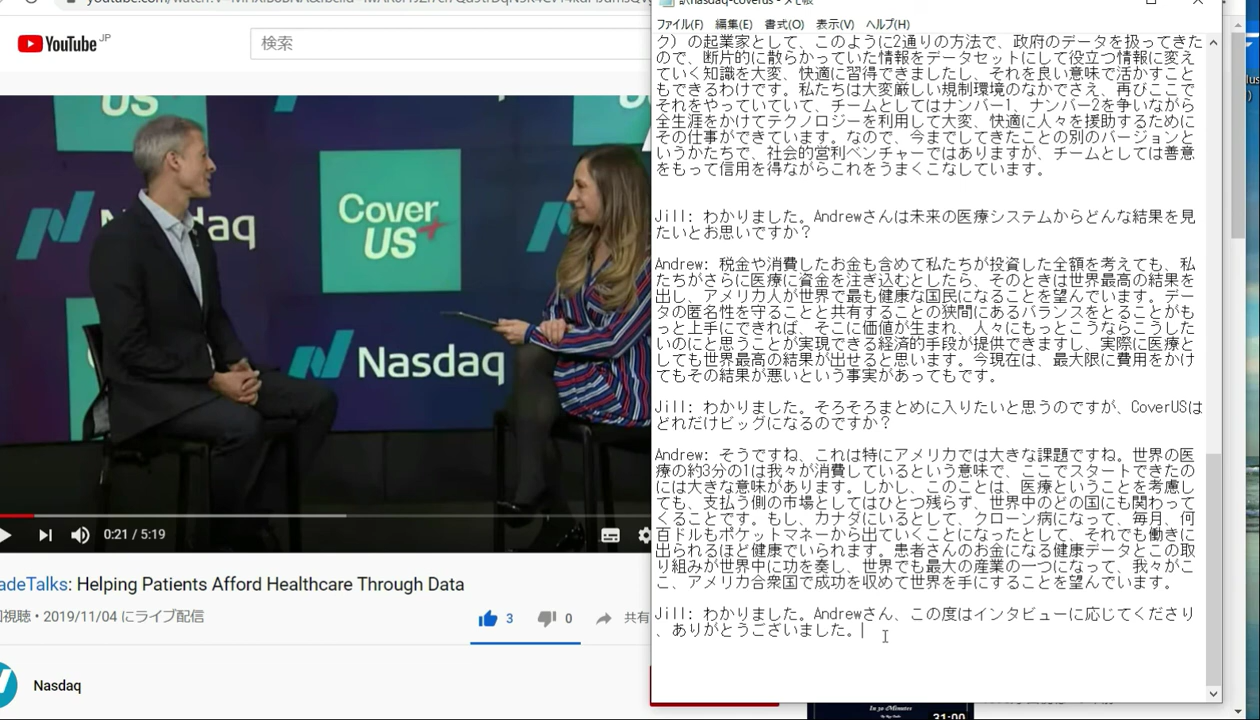 YouTube JP
検索
US
Nasdaq
Cover
US+
Nasdaq
0:21 / 5:19
adeTalks: Helping Patients Afford Healthcare Through Data
回視聴・2019/11/04 にライブ配信
3
0
共有
Nasdaq
ファイル(F) 編集(E) 書式(O) 表示(V) ヘルプ(H)
ク）の起業家として、このように2通りの方法で、政府のデータを扱ってきた
ので、断片的に散らかっていた情報をデータセットにして役立つ情報に変え
ていく知識を大変、快適に習得できましたし、それを良い意味で活かすこと
もできるわけです。私たちは大変厳しい規制環境のなかでさえ、再びここで
それをやっていていて、チームとしてはナンバー1、ナンバー2を争いながら
全生涯をかけてテクノロジーを利用して大変、快適に人々を援助するために
その仕事ができています。なので、今までしてきたことの別のバージョンと
いうかたちで、社会的営利ベンチャーではありますが、チームとしては善意
をもって信用を得ながらこれをうまくこなしています。
Jill: わかりました。Andrewさんは未来の医療システムからどんな結果を見
たいとお思いですか？
Andrew: 税金や消費したお金も含めて私たちが投資した全額を考えても、私
たちがさらに医療に資金を注ぎ込むとしたら、そのときは世界最高の結果を
出し、アメリカ人が世界で最も健康な国民になることを望んでいます。デー
タの匿名性を守ることと共有することの狭間にあるバランスをとることがも
っと上手にできれば、そこに価値が生まれ、人々にもっとこうならこうした
いのにと思うことが実現できる経済的手段が提供できますし、実際に医療と
しても世界最高の結果が出せると思います。今現在は、最大限に費用をかけ
てもその結果が悪いという事実があってもです。
Jill: わかりました。そろそろまとめに入りたいと思うのですが、CoverUSは
どれだけビッグになるのですか？
Andrew: そうですね、これは特にアメリカでは大きな課題ですね。世界の医
療の約3分の1は我々が消費しているという意味で、ここでスタートできたの
には大きな意味があります。しかし、このことは、医療ということを考慮し
ても、支払う側の市場としてはひとつ残らず、世界中のどの国にも関わって
くることです。もし、カナダにいるとして、クローン病になって、毎月、何
百ドルもポケットマネーから出ていくことになったとして、それでも働きに
出られるほど健康でいられます。患者さんのお金になる健康データとこの取
り組みが世界中に功を奏し、世界でも最大の産業の一つになって、我々がこ
こ、アメリカ合衆国で成功を収めて世界を手にすることを望んでいます。
Jill: わかりました。Andrewさん、この度はインタビューに応じてくださり
、ありがとうございました。
In 30 Minutes
31:00